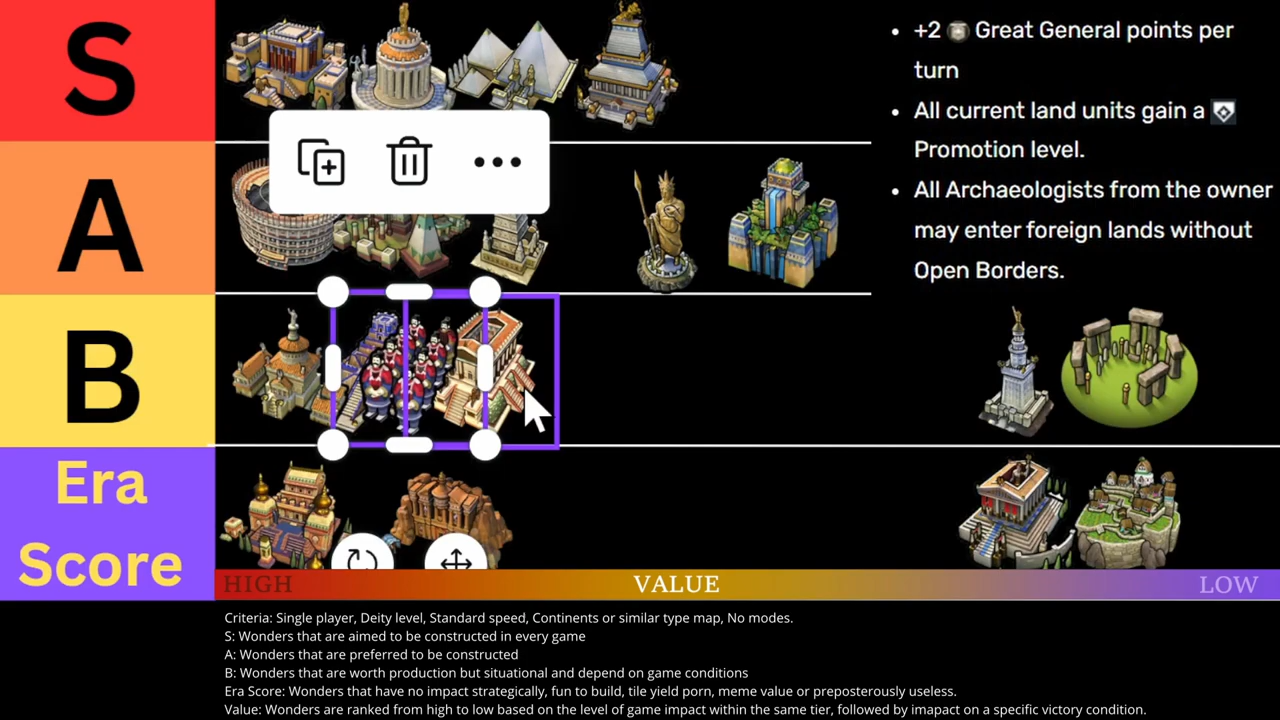 S
A
B
Era
Score
• +2 Great General points per
turn
• All current land units gain a
Promotion level.
• All Archaeologists from the owner
may enter foreign lands without
Open Borders.
HIGH VALUE LOW
Criteria: Single player, Deity level, Standard speed, Continents or similar type map, No modes.
S: Wonders that are aimed to be constructed in every game
A: Wonders that are preferred to be constructed
B: Wonders that are worth production but situational and depend on game conditions
Era Score: Wonders that have no impact strategically, fun to build, tile yield porn, meme value or preposterously useless.
Value: Wonders are ranked from high to low based on the level of game impact within the same tier, followed by imapact on a specific victory condition.